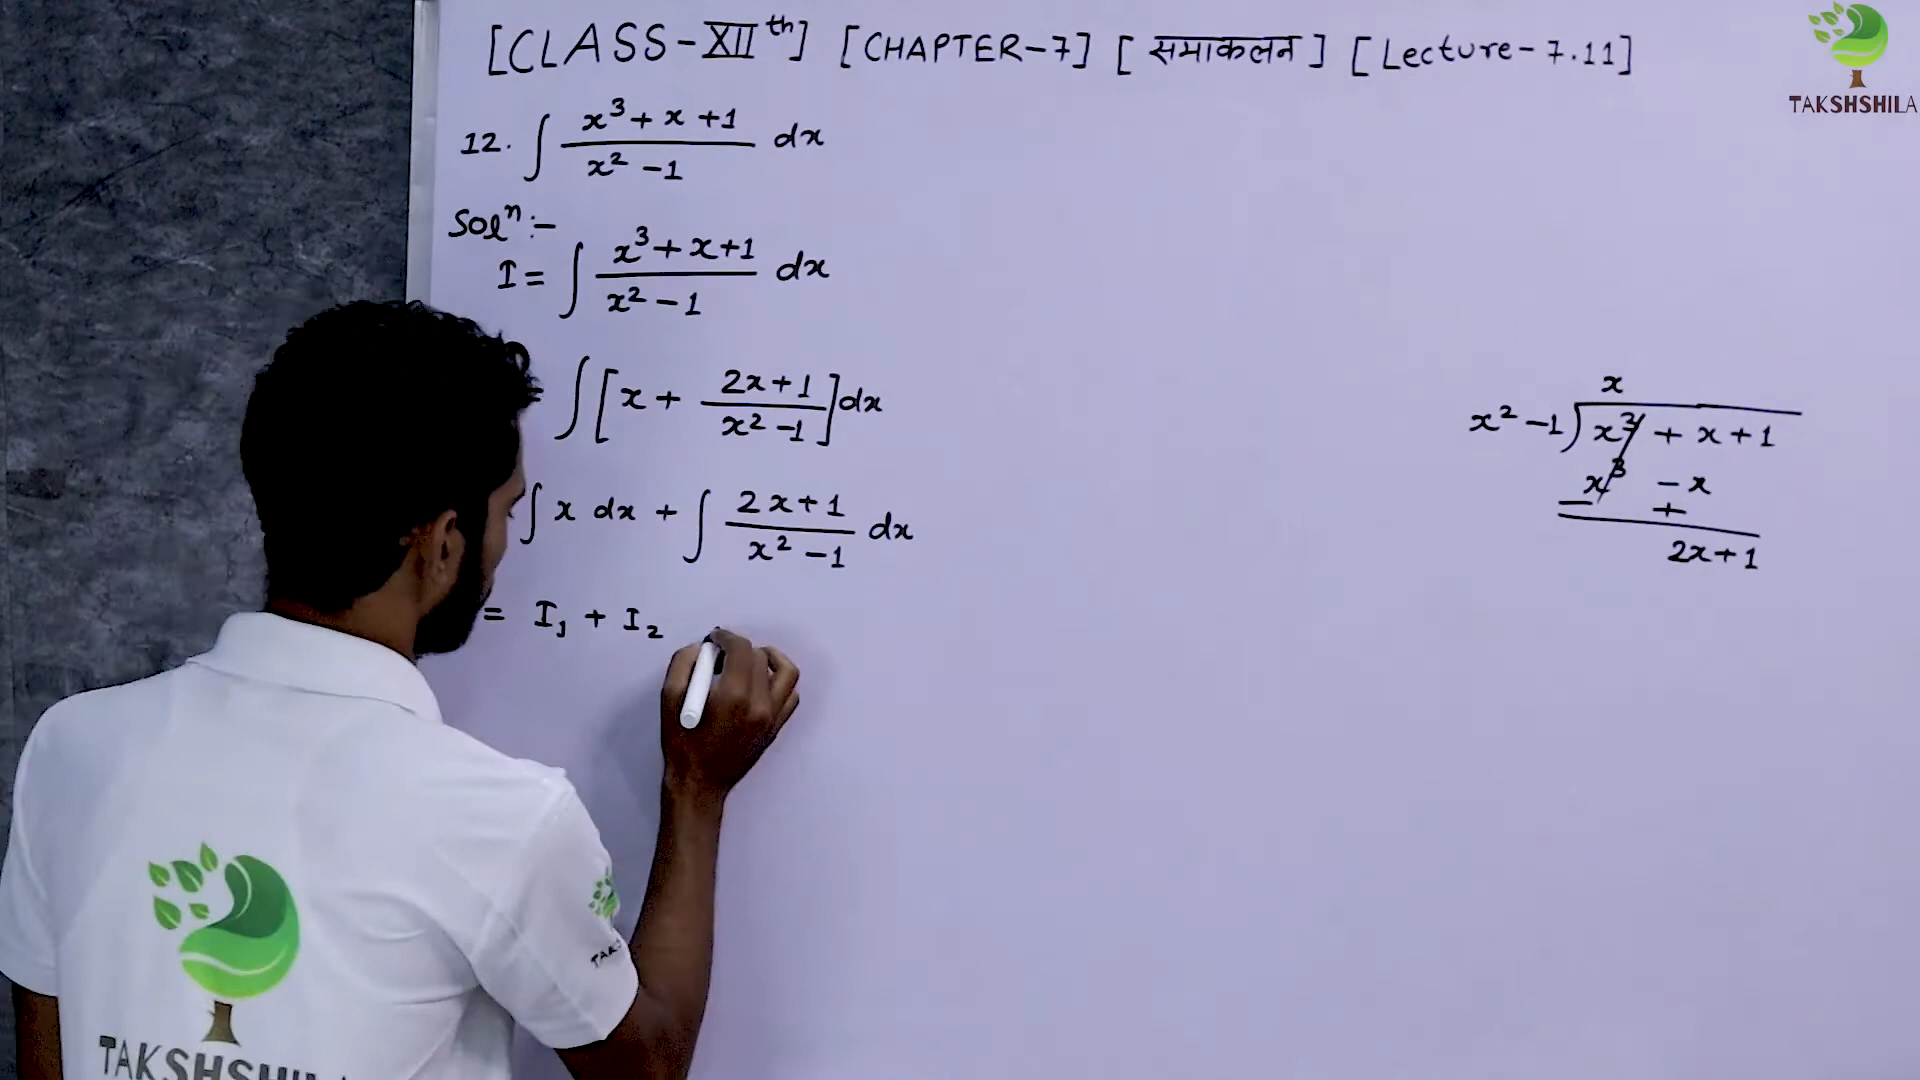 [CLASS-XIIth] [CHAPTER-7] [समाकलन] [Lecture-7.11]
TAKSHSHILA
12. ∫ (x³ + x + 1)/(x² - 1) dx
Solⁿ:-
I = ∫ (x³ + x + 1)/(x² - 1) dx
= ∫ [x + (2x + 1)/(x² - 1)] dx
∫ x dx + ∫ (2x + 1)/(x² - 1) dx
= I₁ + I₂
x
x² - 1 ) x³ + x + 1
x³ - x
- +
2x + 1
TAKSHSHILA